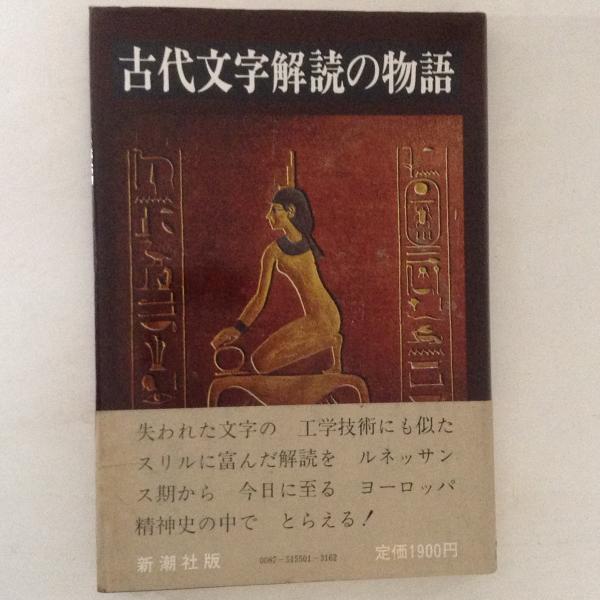 古代文字解読の物語
失われた文字の　工学技術にも似た
スリルに富んだ解読を　ルネッサン
ス期から　今日に至る　ヨーロッパ
精神史の中で　とらえる!
新潮社版
0087-515501-3162
定価1900円